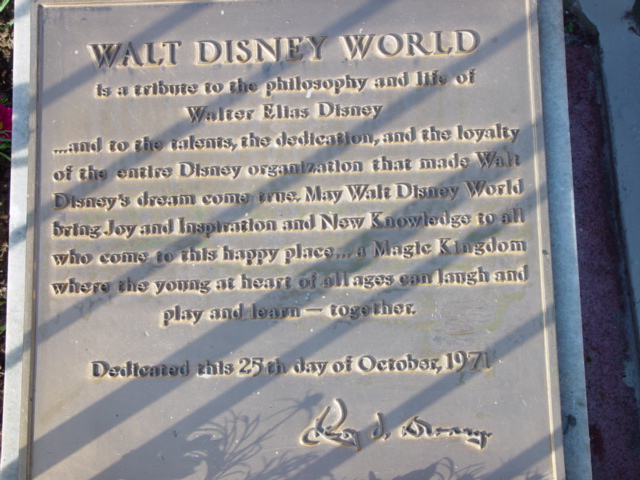 WALT DISNEY WORLD
is a tribute to the philosophy and life of
Walter Elias Disney
...and to the talents, the dedication, and the loyalty
of the entire Disney organization that made Walt
Disney's dream come true. May Walt Disney World
bring Joy and Inspiration and New Knowledge to all
who come to this happy place... a Magic Kingdom
where the young at heart of all ages can laugh and
play and learn — together.
Dedicated this 25th day of October, 1971
Roy O. Disney